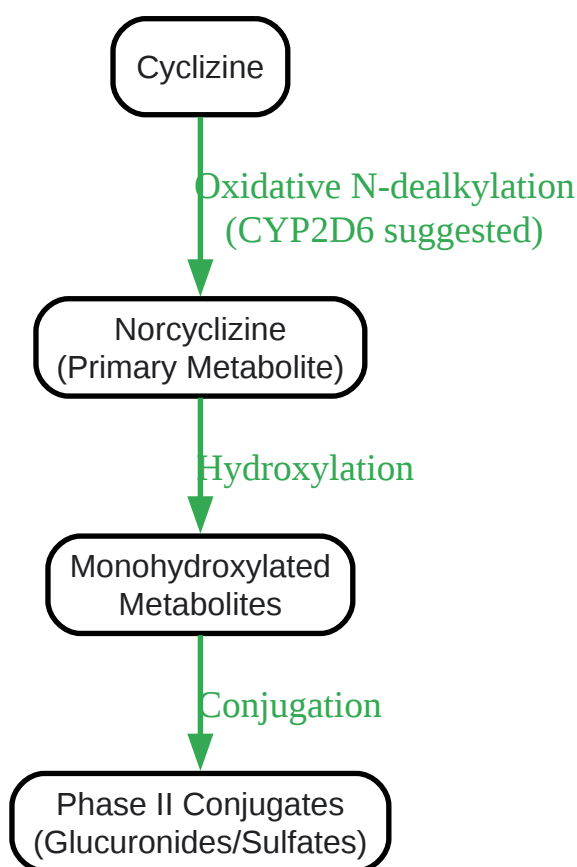 Cyclizine
Oxidative N-dealkylation
(CYP2D6 suggested)
Norcyclizine
(Primary Metabolite)
Hydroxylation
Monohydroxylated
Metabolites
Conjugation
Phase II Conjugates
(Glucuronides/Sulfates)